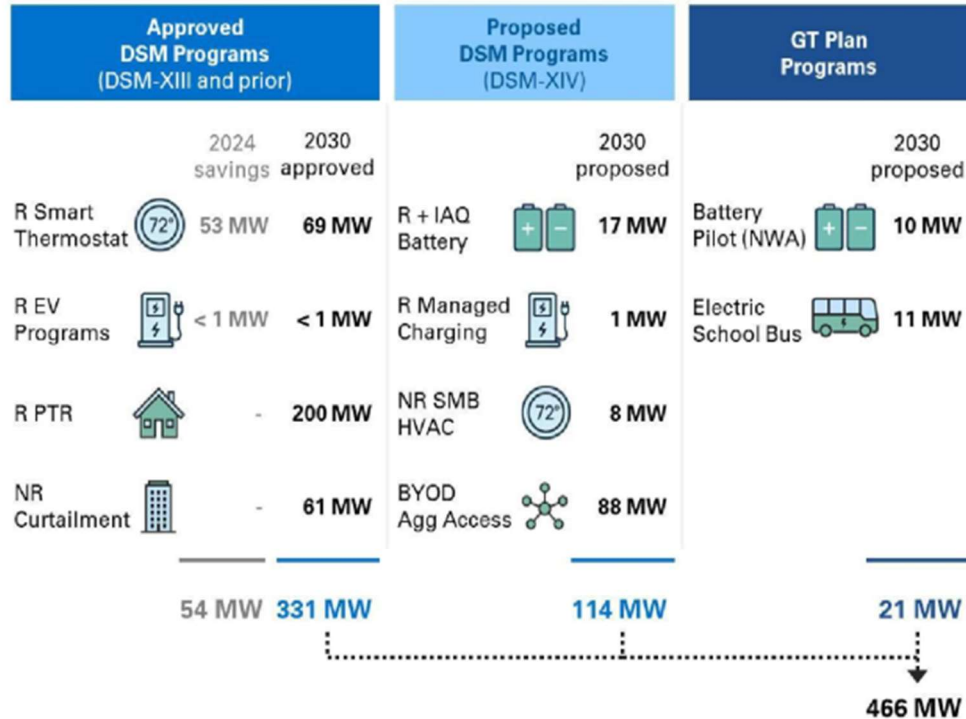 Approved
DSM Programs
(DSM-XIII and prior)
Proposed
DSM Programs
(DSM-XIV)
GT Plan
Programs
2024
savings
2030
approved
2030
proposed
2030
proposed
R Smart
Thermostat
72°
53 MW
69 MW
R + IAQ
Battery
+ −
17 MW
Battery
Pilot (NWA)
+ −
10 MW
R EV
Programs
< 1 MW
< 1 MW
R Managed
Charging
1 MW
Electric
School Bus
11 MW
R PTR
-
200 MW
NR SMB
HVAC
72°
8 MW
NR
Curtailment
-
61 MW
BYOD
Agg Access
88 MW
54 MW
331 MW
114 MW
21 MW
466 MW